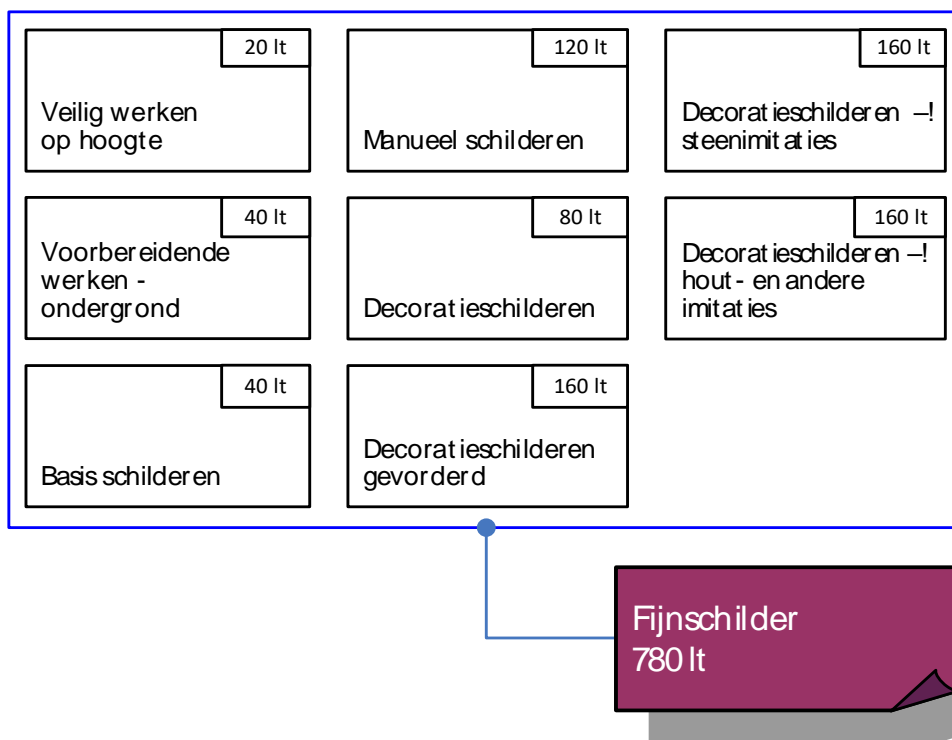 20 lt
Veilig werken
op hoogte
120 lt
Manueel schilderen
160 lt
Decoratieschilderen –!
steenimitaties
40 lt
Voorbereidende
werken -
ondergrond
80 lt
Decoratieschilderen
160 lt
Decoratieschilderen –!
hout- en andere
imitaties
40 lt
Basis schilderen
160 lt
Decoratieschilderen
gevorderd
Fijnschilder
780 lt